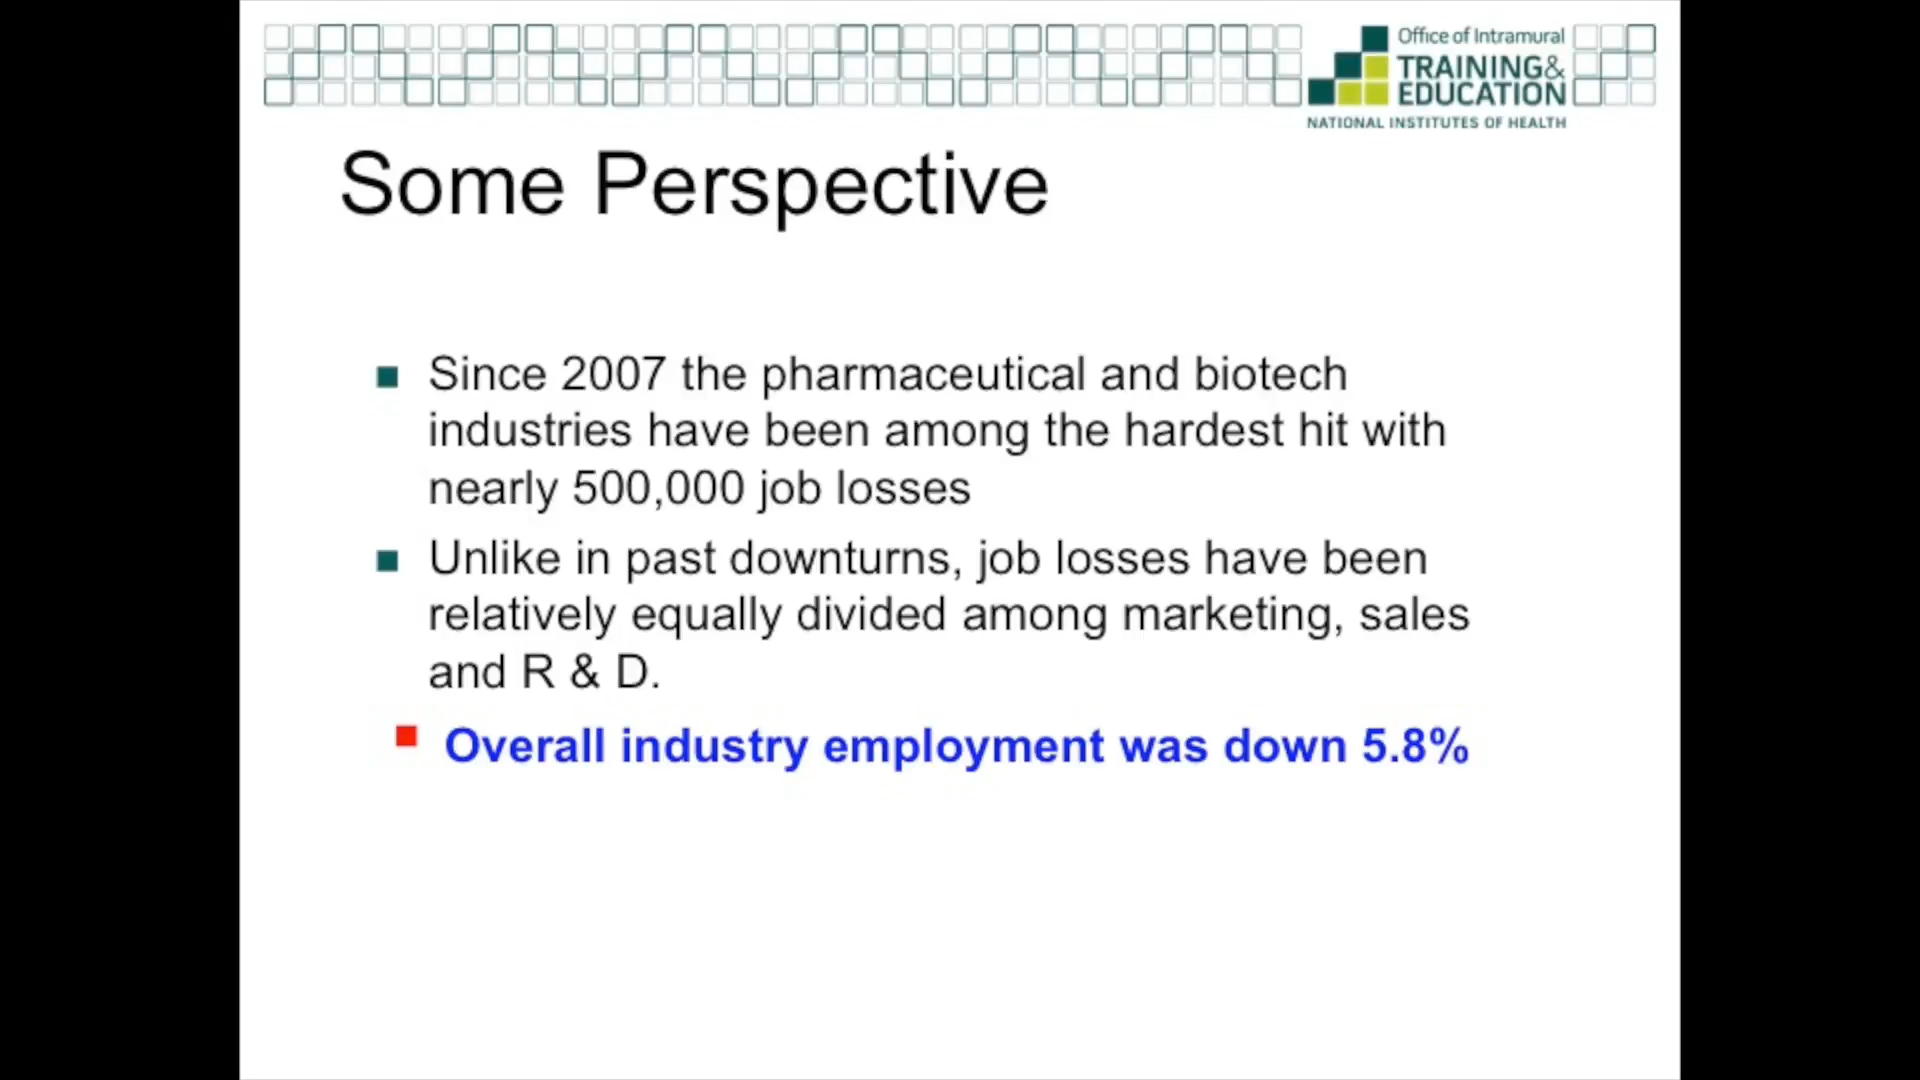 Office of Intramural
TRAINING&
EDUCATION
NATIONAL INSTITUTES OF HEALTH
Some Perspective
Since 2007 the pharmaceutical and biotech
industries have been among the hardest hit with
nearly 500,000 job losses
Unlike in past downturns, job losses have been
relatively equally divided among marketing, sales
and R & D.
Overall industry employment was down 5.8%